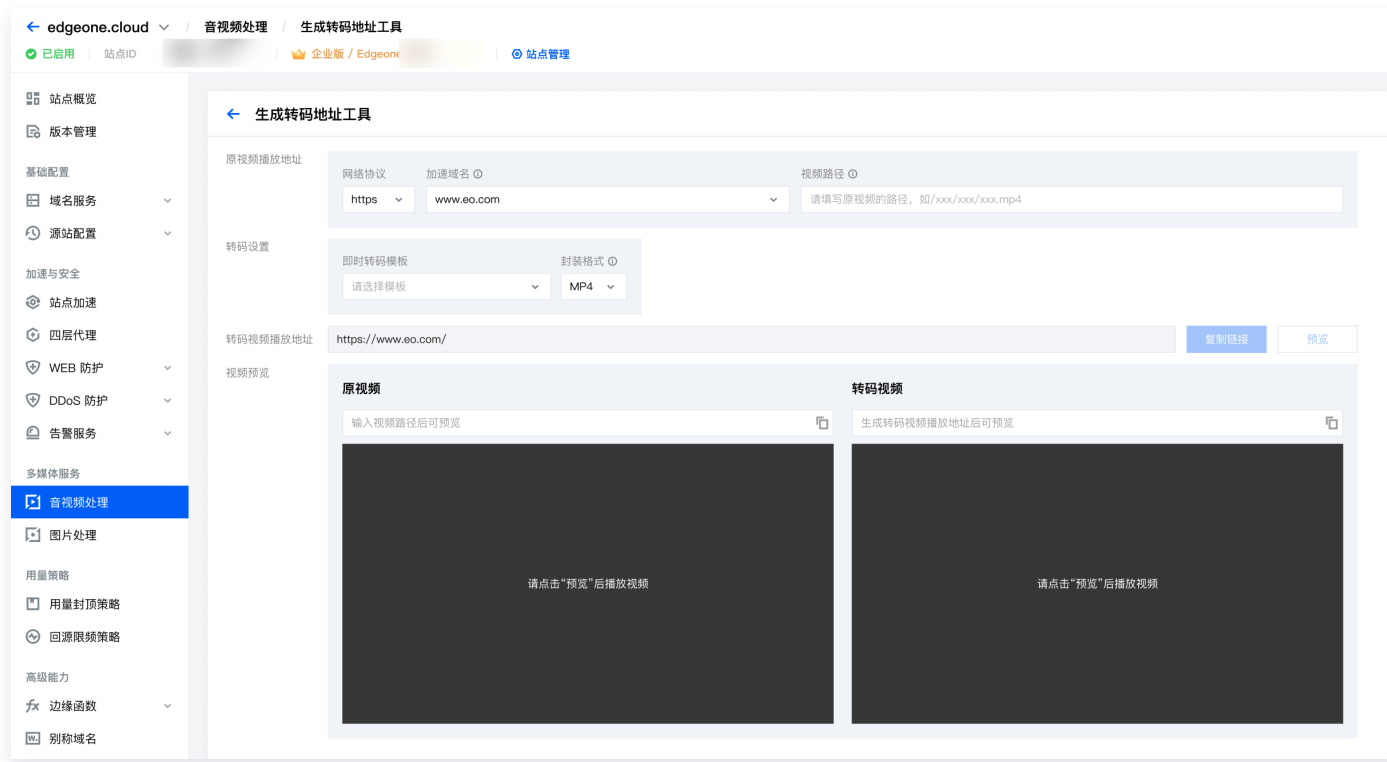 edgeone.cloud / 音视频处理 / 生成转码地址工具
已启用 站点ID 企业版 / Edgeone 站点管理
站点概览
版本管理
基础配置
域名服务
源站配置
加速与安全
站点加速
四层代理
WEB 防护
DDoS 防护
告警服务
多媒体服务
音视频处理
图片处理
用量策略
用量封顶策略
回源限频策略
高级能力
fx 边缘函数
w. 别称域名
生成转码地址工具
原视频播放地址
网络协议 加速域名 视频路径
https www.eo.com 请填写原视频的路径，如/xxx/xxx/xxx.mp4
转码设置
即时转码模板 封装格式
请选择模板 MP4
转码视频播放地址 https://www.eo.com/ 复制链接 预览
视频预览
原视频 转码视频
输入视频路径后可预览 生成转码视频播放地址后可预览
请点击“预览”后播放视频 请点击“预览”后播放视频